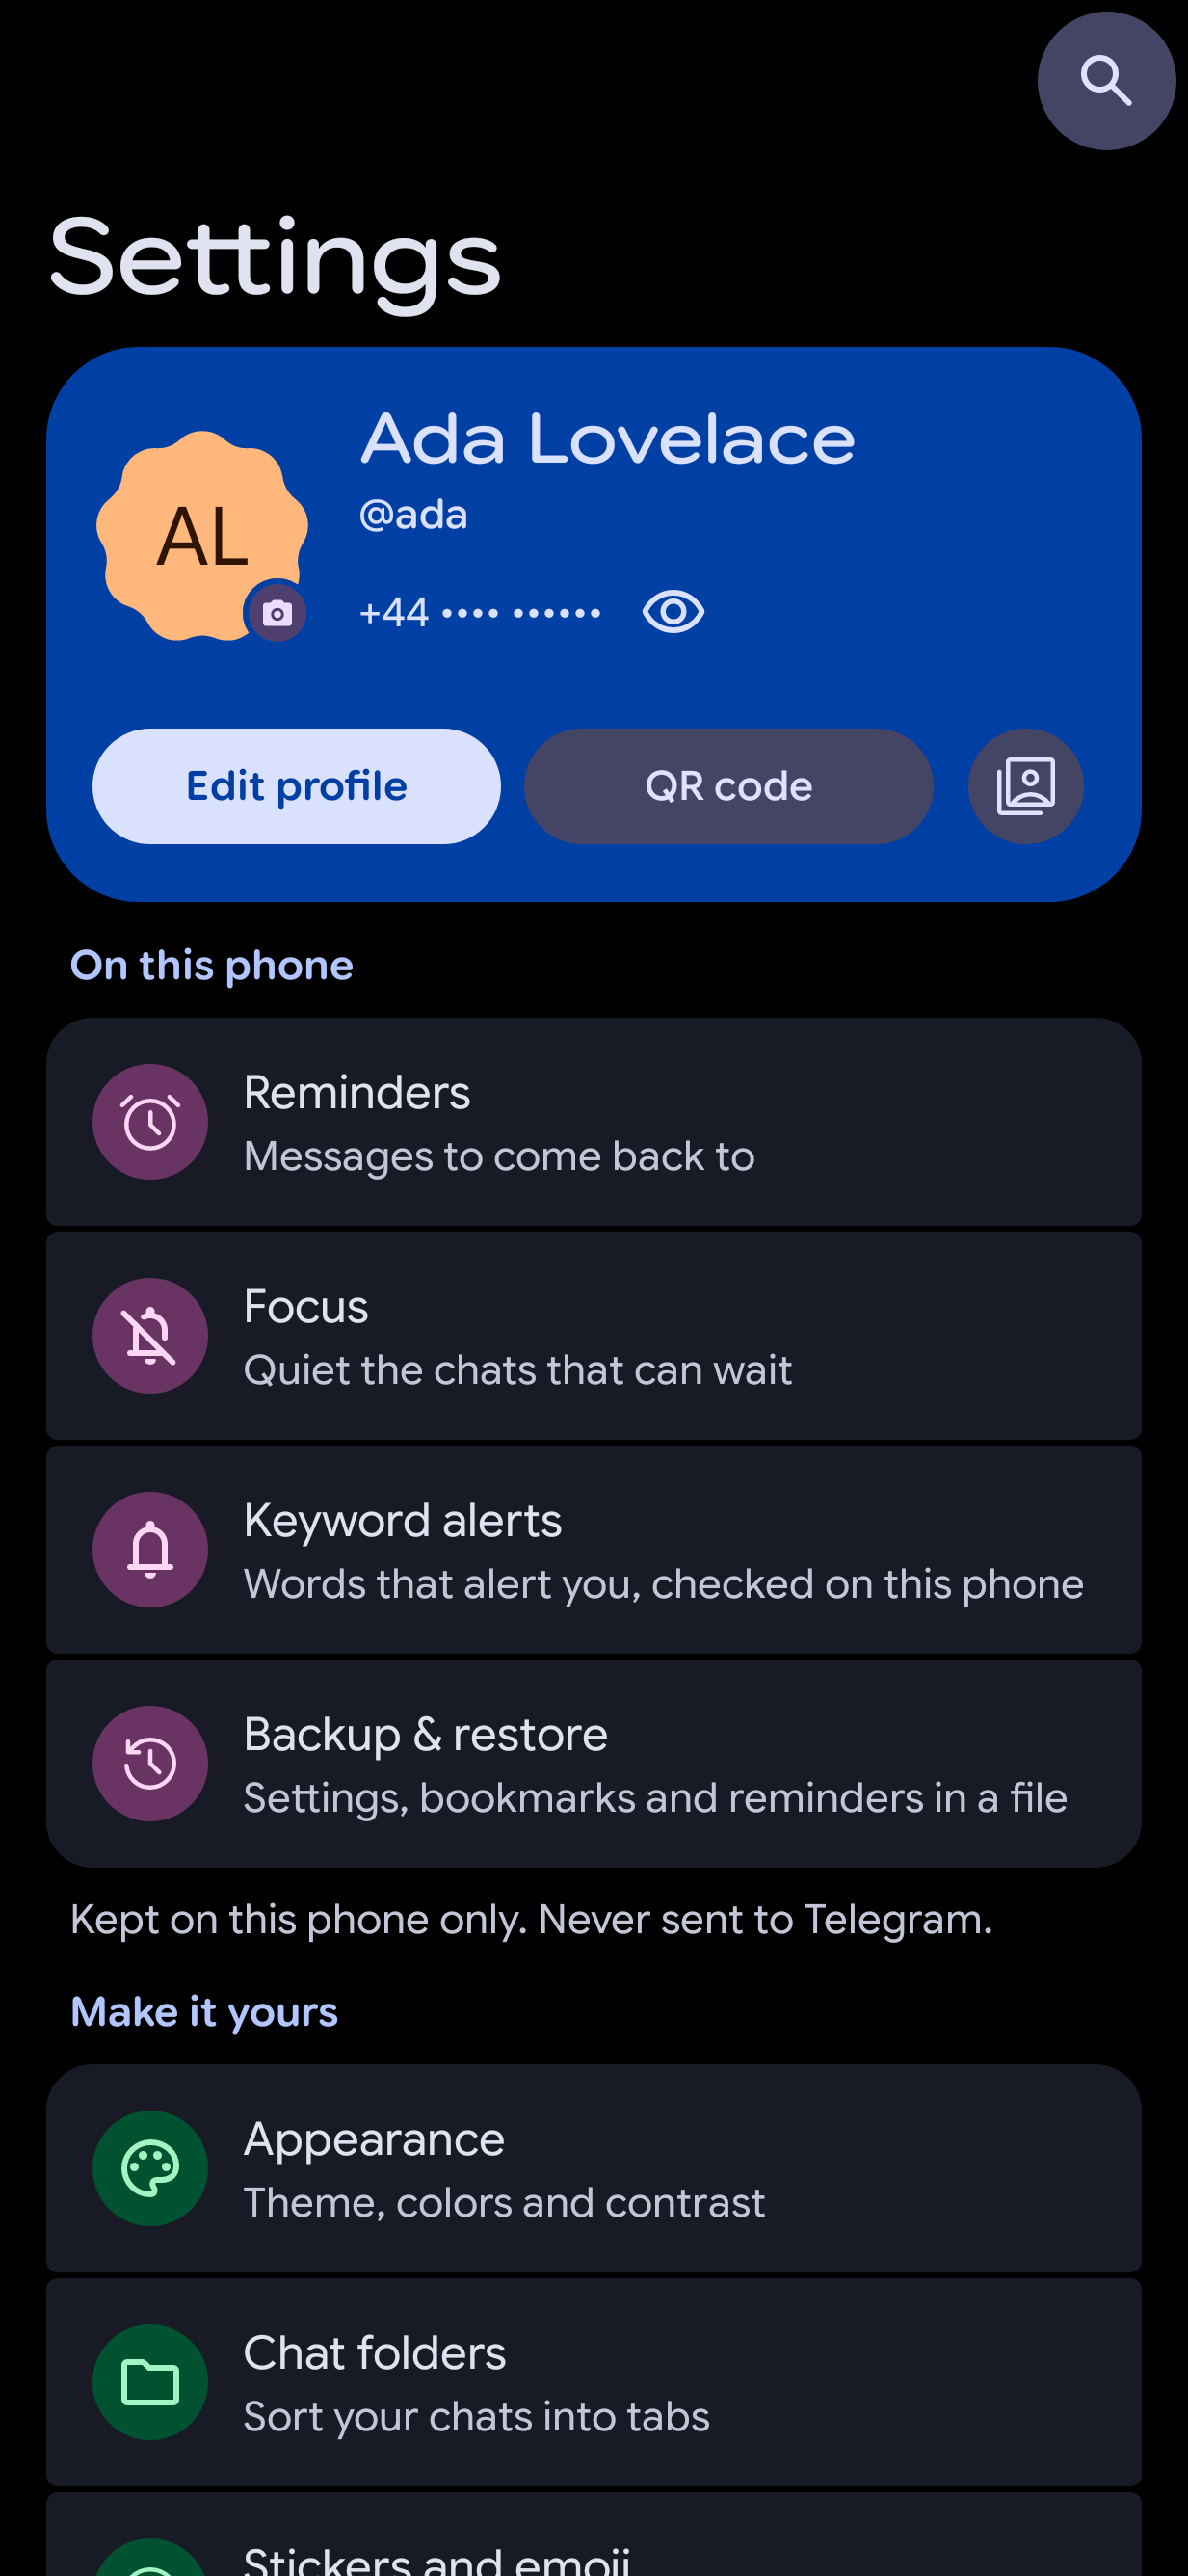 Settings
AL
Ada Lovelace
@ada
+44 •••• ••••••
Edit profile
QR code
On this phone
Reminders
Messages to come back to
Focus
Quiet the chats that can wait
Keyword alerts
Words that alert you, checked on this phone
Backup & restore
Settings, bookmarks and reminders in a file
Kept on this phone only. Never sent to Telegram.
Make it yours
Appearance
Theme, colors and contrast
Chat folders
Sort your chats into tabs
Stickers and emoji